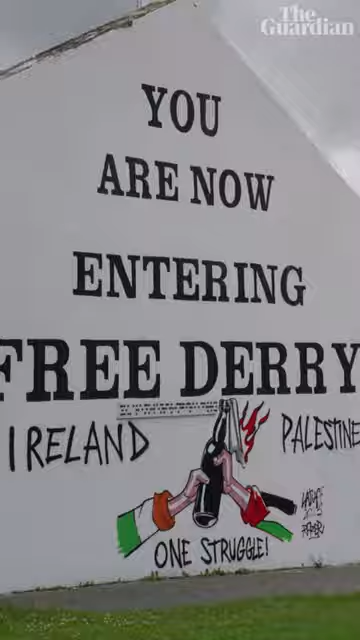 The
Guardian
YOU
ARE NOW
ENTERING
FREE DERRY
IRELAND
PALESTINE
ONE STRUGGLE!